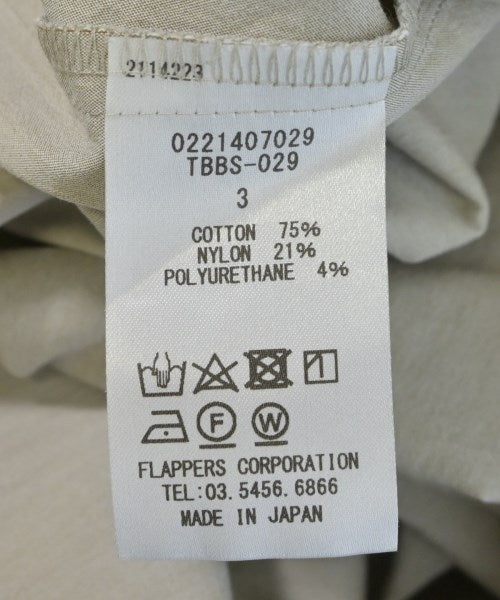 2114223
0221407029
TBBS-029
3
COTTON 75%
NYLON 21%
POLYURETHANE 4%
F W
FLAPPERS CORPORATION
TEL:03.5456.6866
MADE IN JAPAN